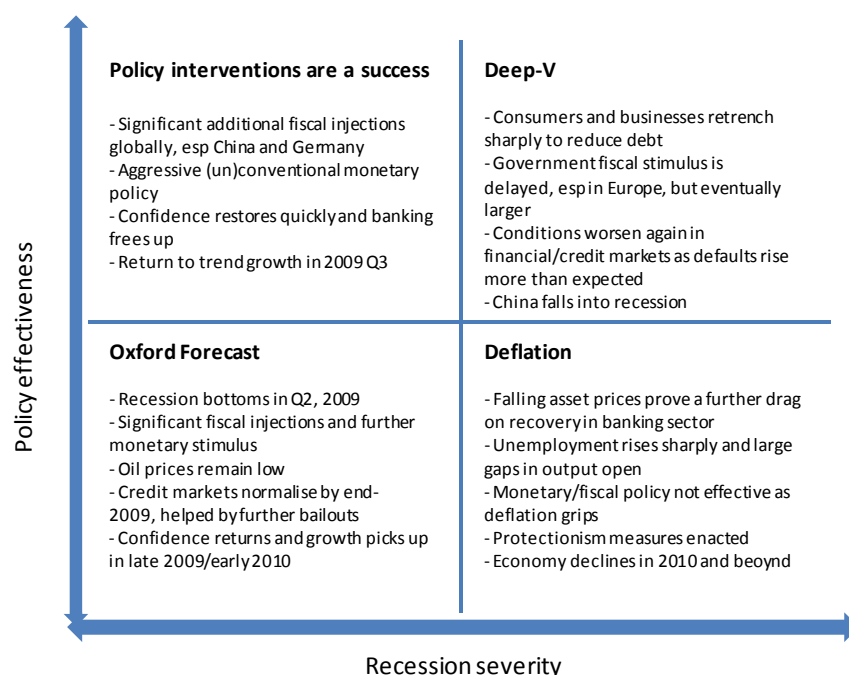 Policy interventions are a success
- Significant additional fiscal injections
globally, esp China and Germany
- Aggressive (un)conventional monetary
policy
- Confidence restores quickly and banking
frees up
- Return to trend growth in 2009 Q3
Deep-V
- Consumers and businesses retrench
sharply to reduce debt
- Government fiscal stimulus is
delayed, esp in Europe, but eventually
larger
- Conditions worsen again in
financial/credit markets as defaults rise
more than expected
- China falls into recession
Policy effectiveness
Oxford Forecast
- Recession bottoms in Q2, 2009
- Significant fiscal injections and further
monetary stimulus
- Oil prices remain low
- Credit markets normalise by end-
2009, helped by further bailouts
- Confidence returns and growth picks up
in late 2009/early 2010
Deflation
- Falling asset prices prove a further drag
on recovery in banking sector
- Unemployment rises sharply and large
gaps in output open
- Monetary/fiscal policy not effective as
deflation grips
- Protectionism measures enacted
- Economy declines in 2010 and beoynd
Recession severity